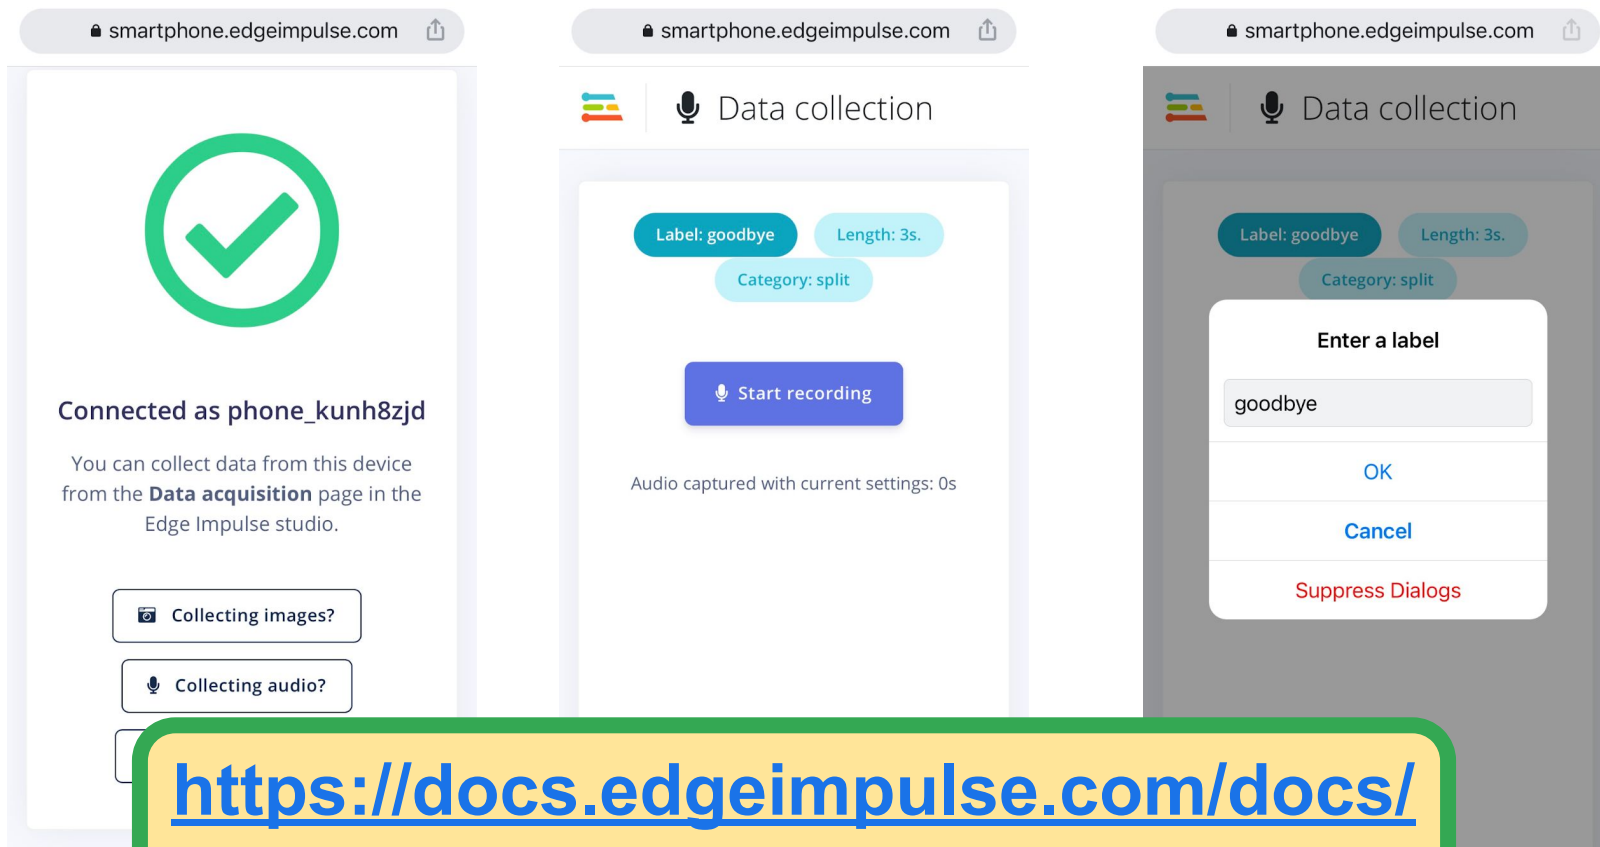 smartphone.edgeimpulse.com
Connected as phone_kunh8zjd
You can collect data from this device
from the Data acquisition page in the
Edge Impulse studio.
Collecting images?
Collecting audio?
smartphone.edgeimpulse.com
Data collection
Label: goodbye
Length: 3s.
Category: split
Start recording
Audio captured with current settings: 0s
smartphone.edgeimpulse.com
Data collection
Label: goodbye
Length: 3s.
Category: split
Enter a label
goodbye
OK
Cancel
Suppress Dialogs
https://docs.edgeimpulse.com/docs/